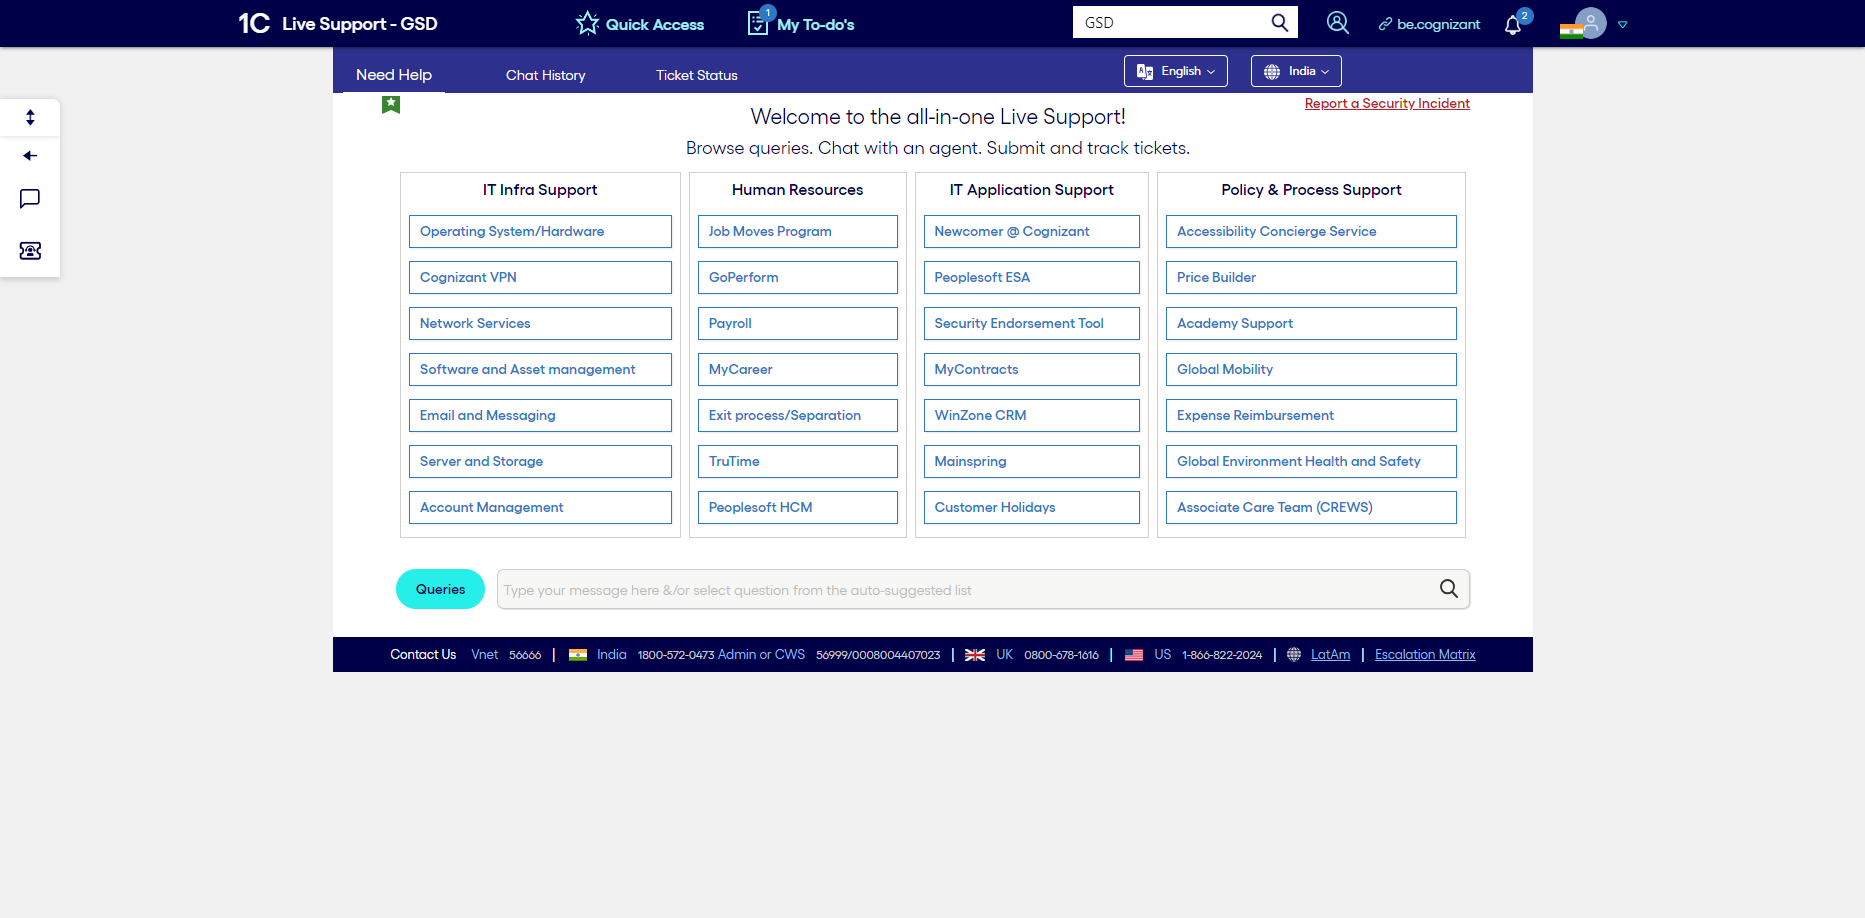 1C Live Support - GSD Quick Access 1 My To-do's GSD be.cognizant 2
Need Help Chat History Ticket Status English India
Report a Security Incident
Welcome to the all-in-one Live Support!
Browse queries. Chat with an agent. Submit and track tickets.
IT Infra Support
Operating System/Hardware
Cognizant VPN
Network Services
Software and Asset management
Email and Messaging
Server and Storage
Account Management
Human Resources
Job Moves Program
GoPerform
Payroll
MyCareer
Exit process/Separation
TruTime
Peoplesoft HCM
IT Application Support
Newcomer @ Cognizant
Peoplesoft ESA
Security Endorsement Tool
MyContracts
WinZone CRM
Mainspring
Customer Holidays
Policy & Process Support
Accessibility Concierge Service
Price Builder
Academy Support
Global Mobility
Expense Reimbursement
Global Environment Health and Safety
Associate Care Team (CREWS)
Queries Type your message here &/or select question from the auto-suggested list
Contact Us Vnet 56666 | India 1800-572-0473 Admin or CWS 56999/0008004407023 | UK 0800-678-1616 | US 1-866-822-2024 | LatAm | Escalation Matrix